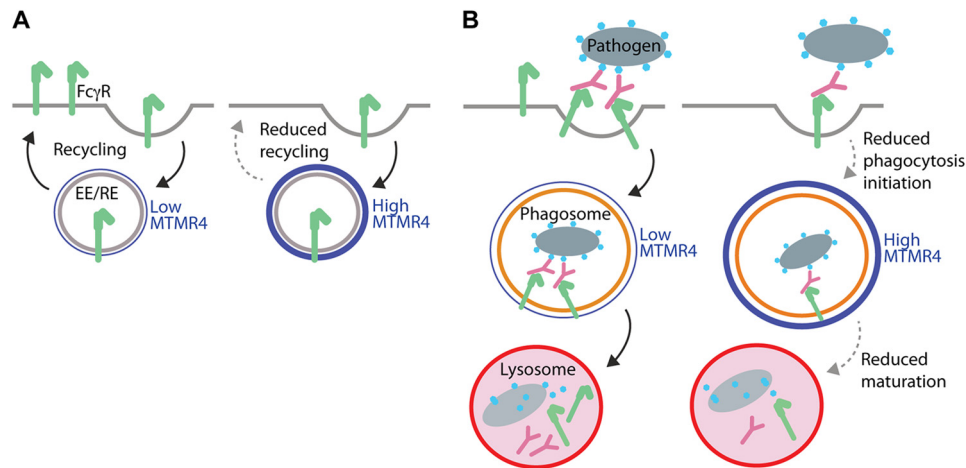 A
FcγR
Recycling
EE/RE
Low
MTMR4
Reduced
recycling
High
MTMR4
B
Pathogen
Reduced
phagocytosis
initiation
Phagosome
Low
MTMR4
High
MTMR4
Lysosome
Reduced
maturation